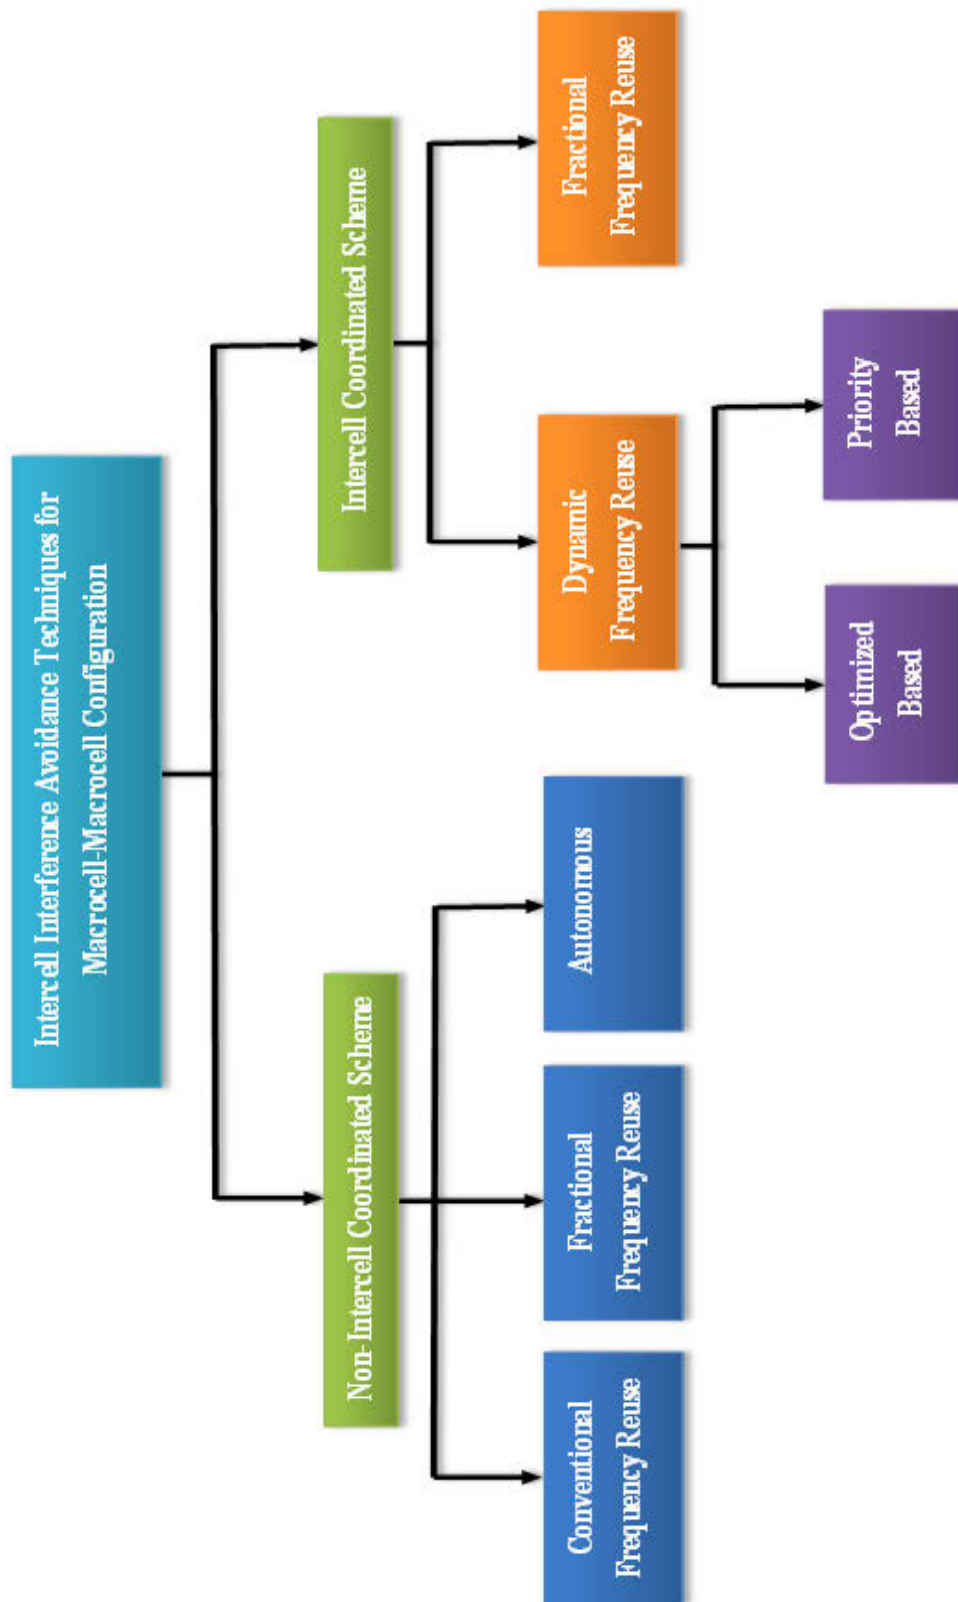 Intercell Interference Avoidance Techniques for
Macrocell-Macrocell Configuration
Non-Intercell Coordinated Scheme
Intercell Coordinated Scheme
Conventional
Frequency Reuse
Fractional
Frequency Reuse
Autonomous
Dynamic
Frequency Reuse
Fractional
Frequency Reuse
Optimized
Based
Priority
Based